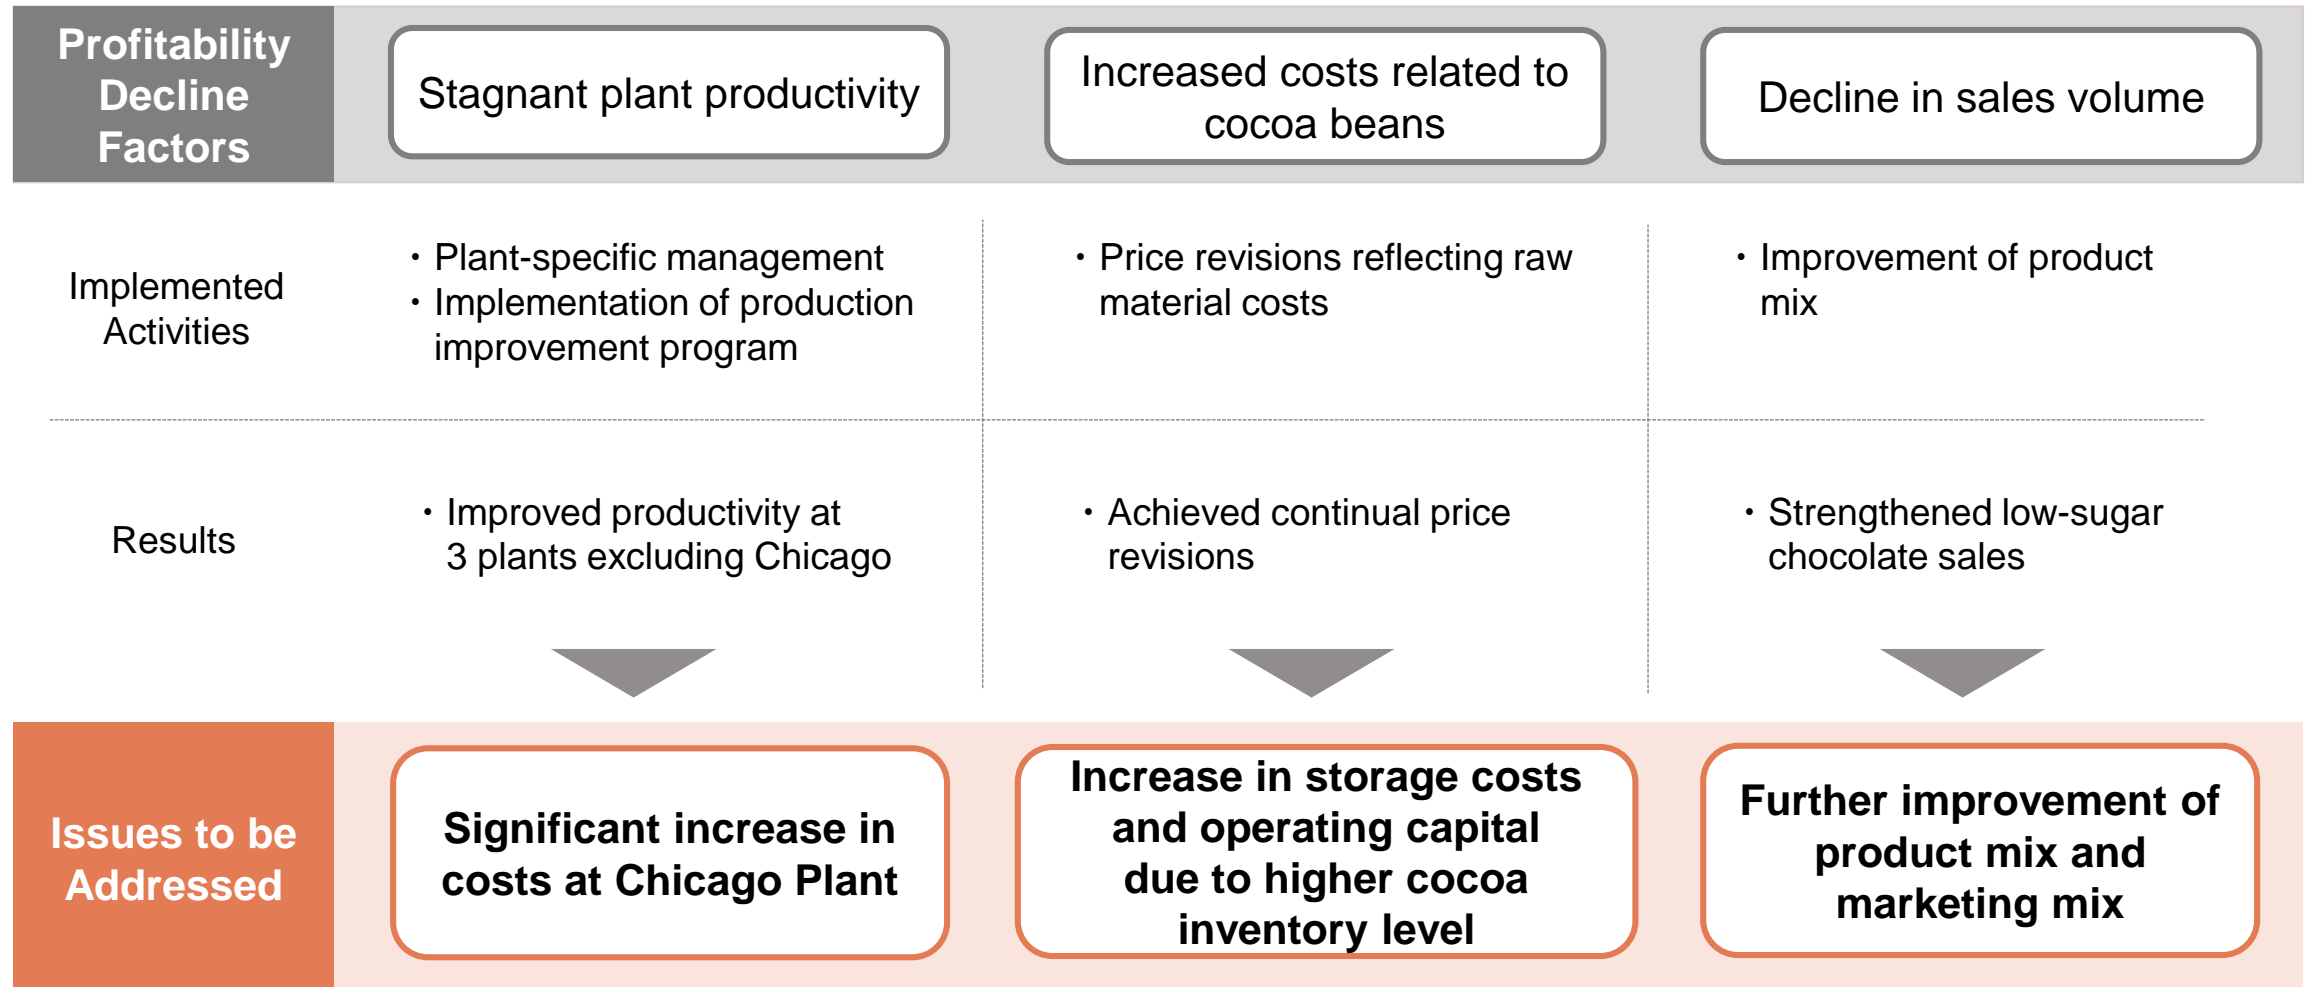 Profitability
Decline
Factors
Stagnant plant productivity
Increased costs related to
cocoa beans
Decline in sales volume
Implemented
Activities
・Plant-specific management
・Implementation of production
improvement program
・Price revisions reflecting raw
material costs
・Improvement of product
mix
Results
・Improved productivity at
3 plants excluding Chicago
・Achieved continual price
revisions
・Strengthened low-sugar
chocolate sales
Issues to be
Addressed
Significant increase in
costs at Chicago Plant
Increase in storage costs
and operating capital
due to higher cocoa
inventory level
Further improvement of
product mix and
marketing mix